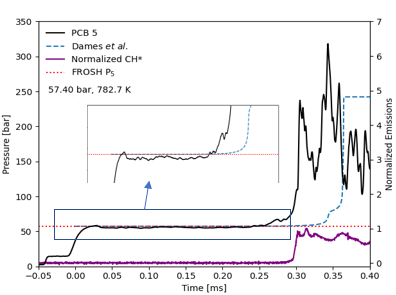 PCB 5
Dames et al.
Normalized CH*
FROSH P5
57.40 bar, 782.7 K
350
300
250
200
150
100
50
0
Pressure [bar]
7
6
5
4
3
2
1
0
Normalized Emissions
−0.05 0.00 0.05 0.10 0.15 0.20 0.25 0.30 0.35 0.40
Time [ms]